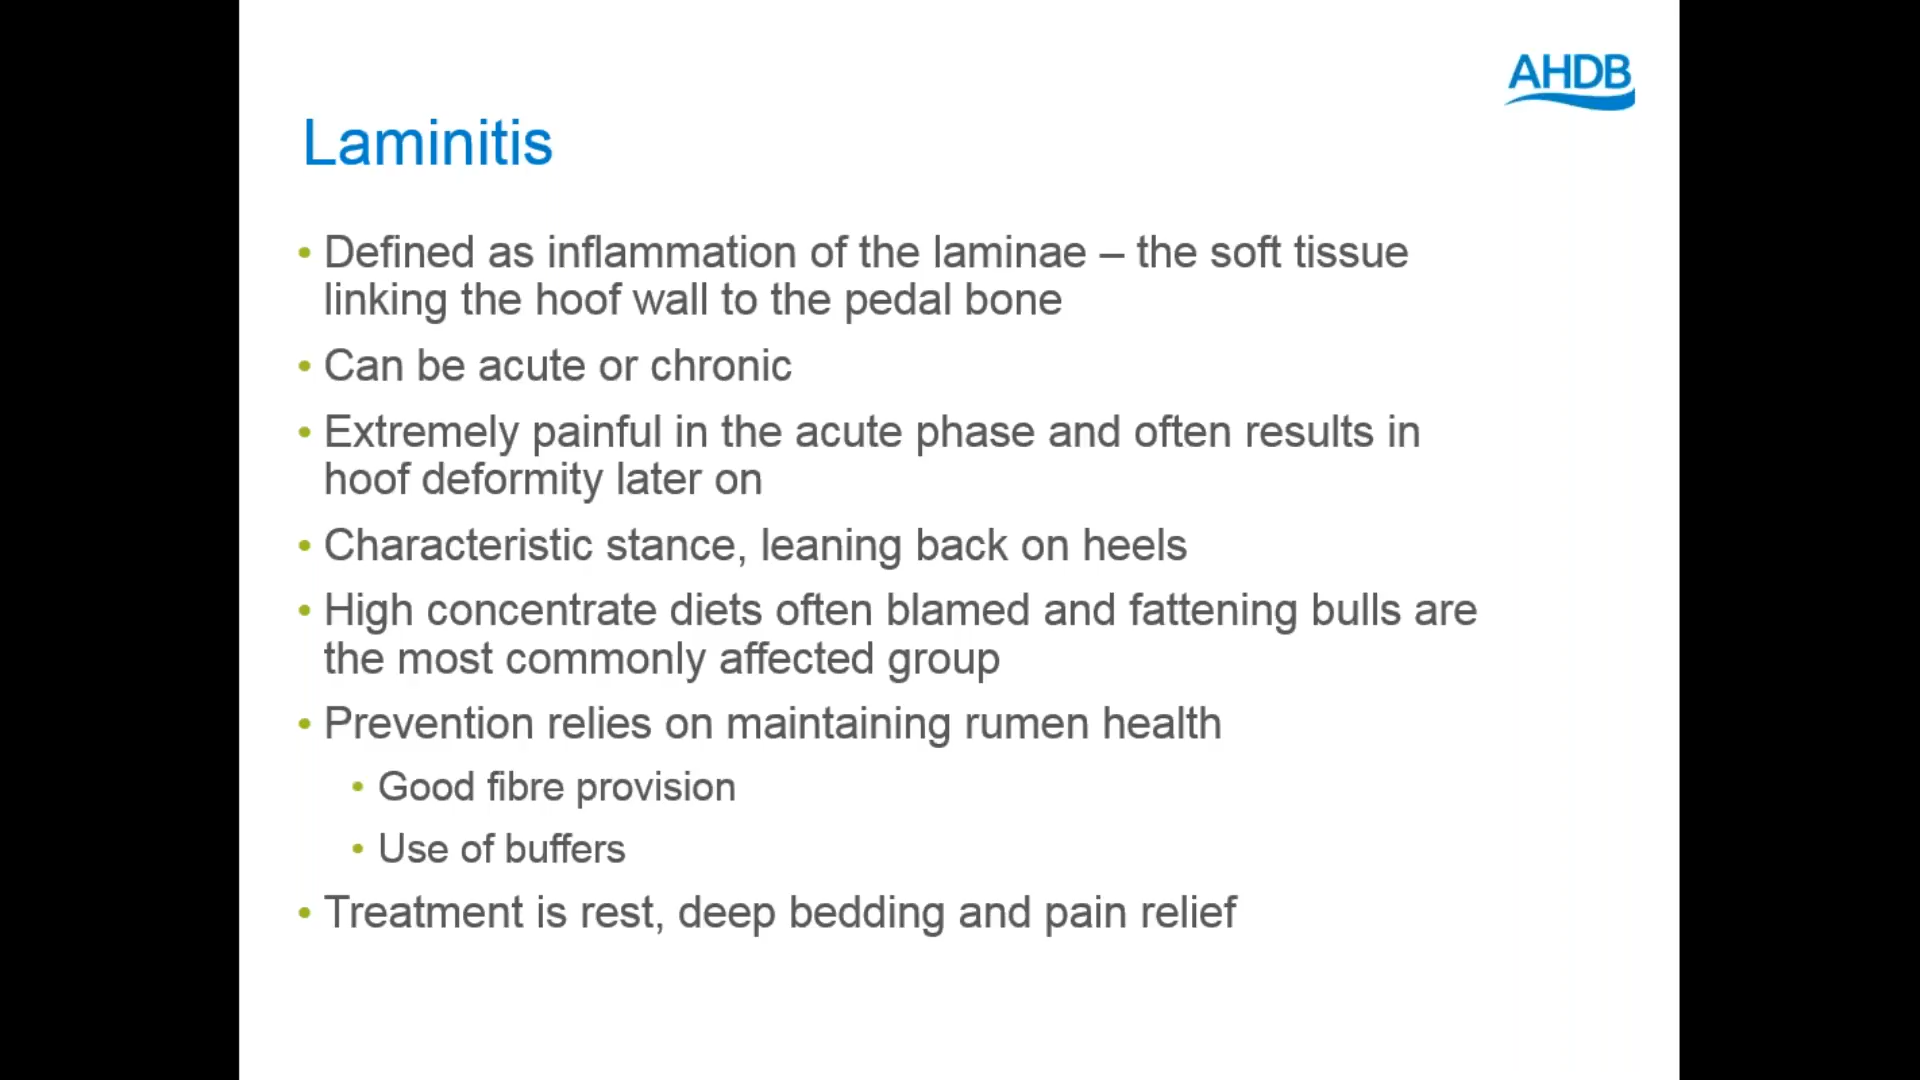 AHDB
Laminitis
• Defined as inflammation of the laminae – the soft tissue
linking the hoof wall to the pedal bone
• Can be acute or chronic
• Extremely painful in the acute phase and often results in
hoof deformity later on
• Characteristic stance, leaning back on heels
• High concentrate diets often blamed and fattening bulls are
the most commonly affected group
• Prevention relies on maintaining rumen health
• Good fibre provision
• Use of buffers
• Treatment is rest, deep bedding and pain relief